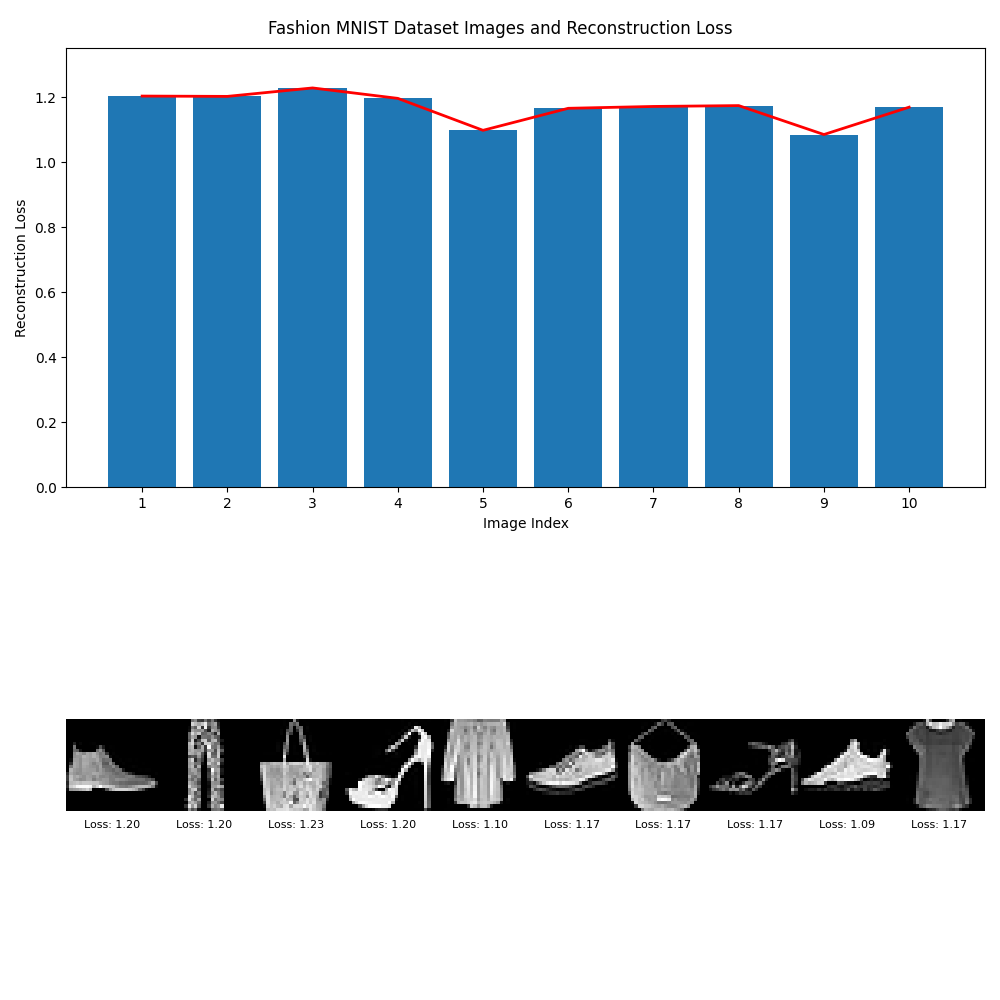 Fashion MNIST Dataset Images and Reconstruction Loss
1.2
1.0
0.8
0.6
0.4
0.2
0.0
Reconstruction Loss
1 2 3 4 5 6 7 8 9 10
Image Index
Loss: 1.20 Loss: 1.20 Loss: 1.23 Loss: 1.20 Loss: 1.10 Loss: 1.17 Loss: 1.17 Loss: 1.17 Loss: 1.09 Loss: 1.17